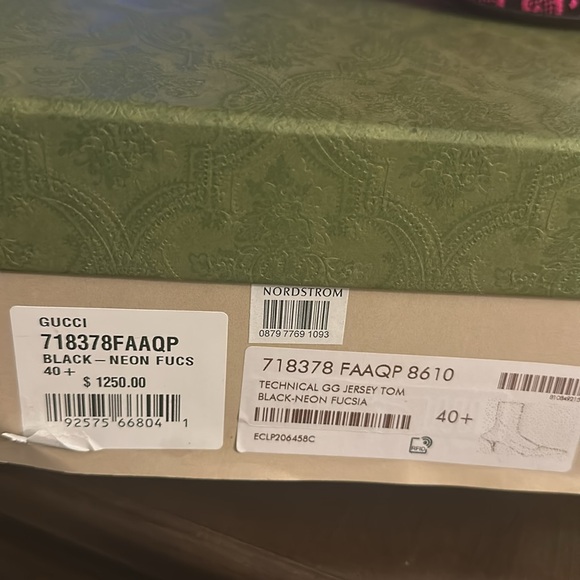 NORDSTROM
0879 7769 1093
GUCCI
718378FAAQP
BLACK-NEON FUCS
40+
$ 1250.00
92575 66804 1
718378 FAAQP 8610
TECHNICAL GG JERSEY TOM
BLACK-NEON FUCSIA
40+
ECLP206458C
RFID